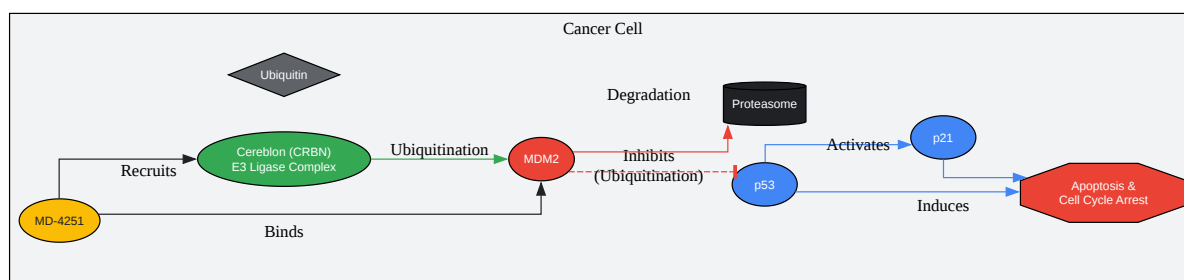 Cancer Cell
Ubiquitin
Degradation
Proteasome
Cereblon (CRBN)
E3 Ligase Complex
Ubiquitination
MDM2
Inhibits
(Ubiquitination)
Activates
p21
Recruits
p53
Apoptosis &
Cell Cycle Arrest
Induces
MD-4251
Binds